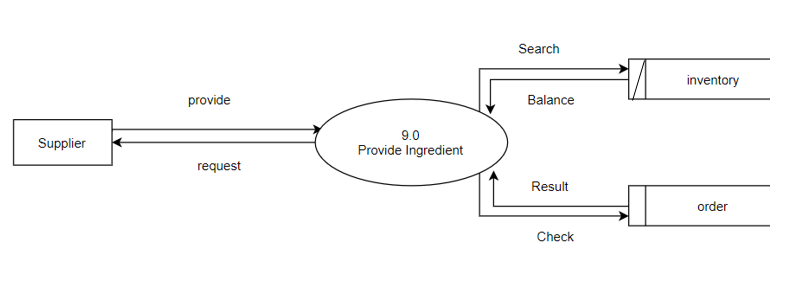 Search
inventory
provide
Balance
9.0
Supplier
Provide Ingredient
request
Result
order
Check